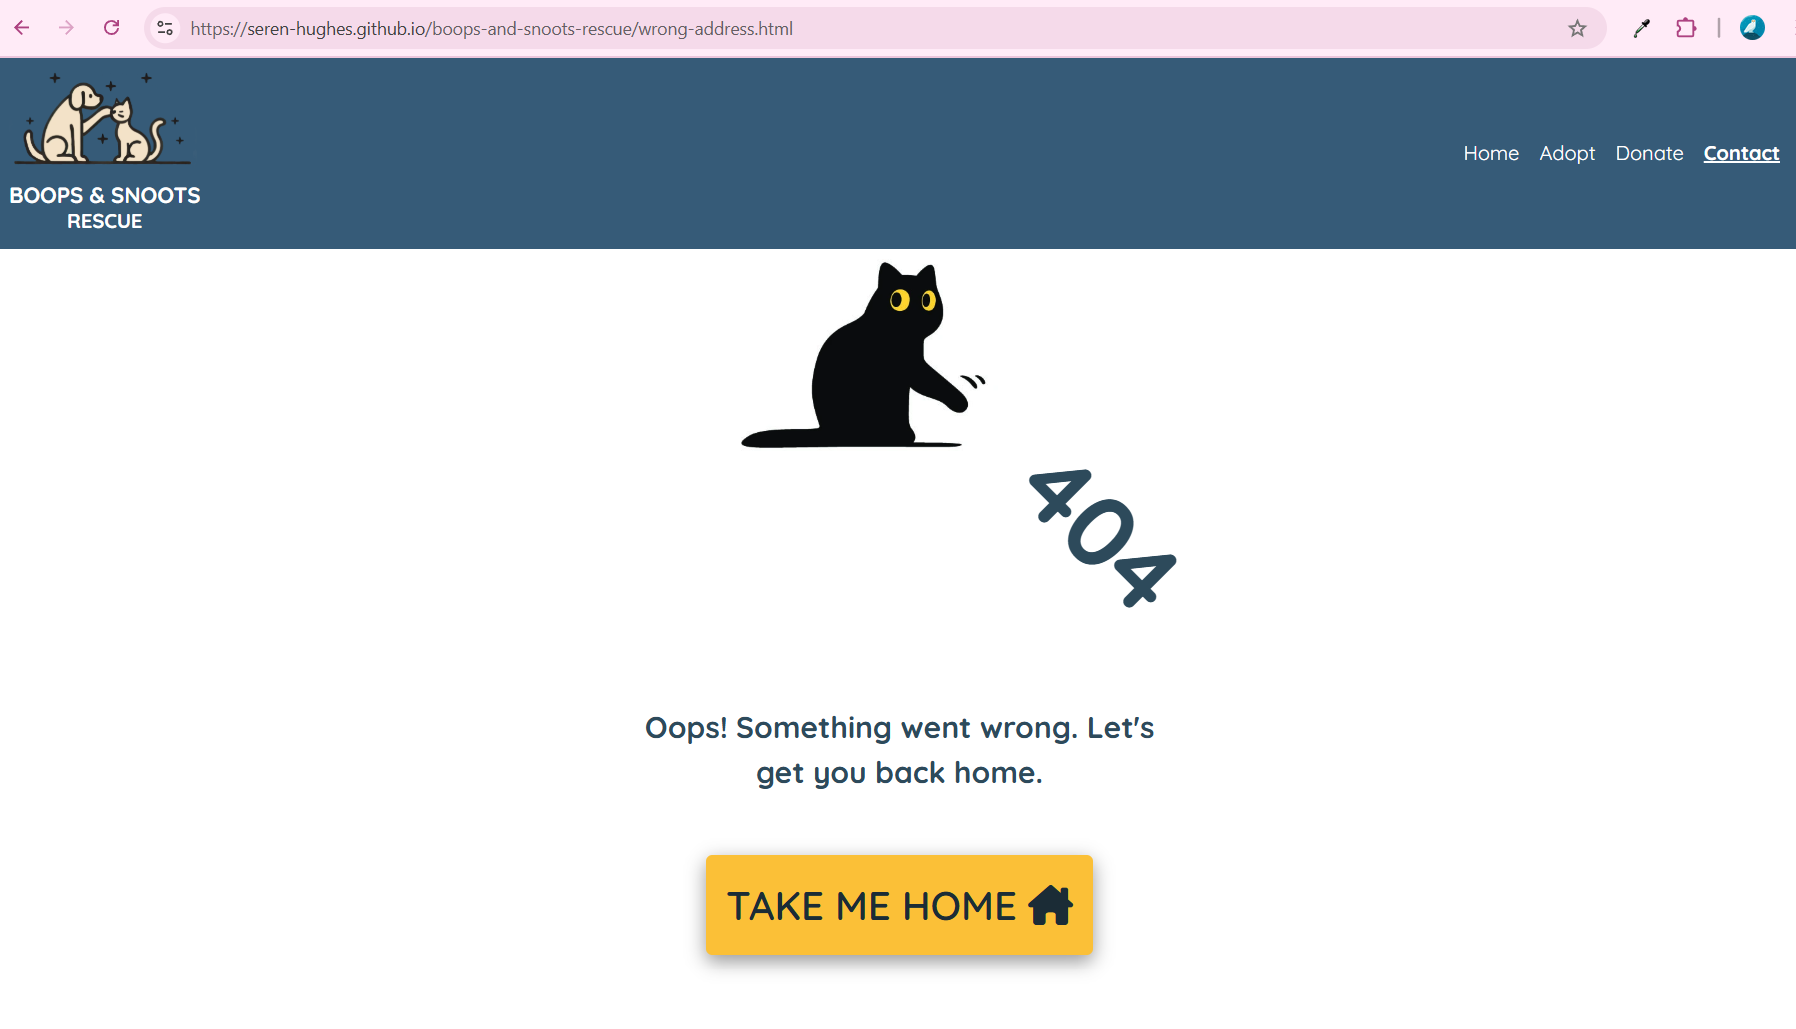 https://seren-hughes.github.io/boops-and-snoots-rescue/wrong-address.html
BOOPS & SNOOTS
RESCUE
Home Adopt Donate Contact
404
Oops! Something went wrong. Let's
get you back home.
TAKE ME HOME